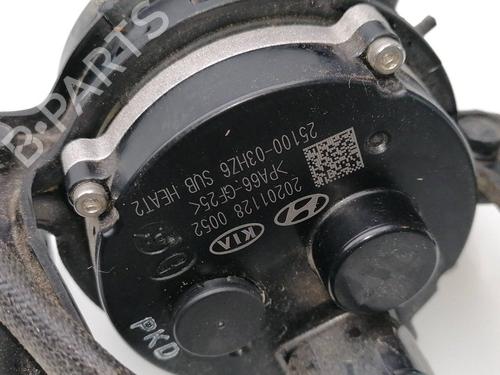 B-PARTS
25100-03HZ6 SUB HEAT2
>PA66-GF25<
20201128 0052
KIA
PKD